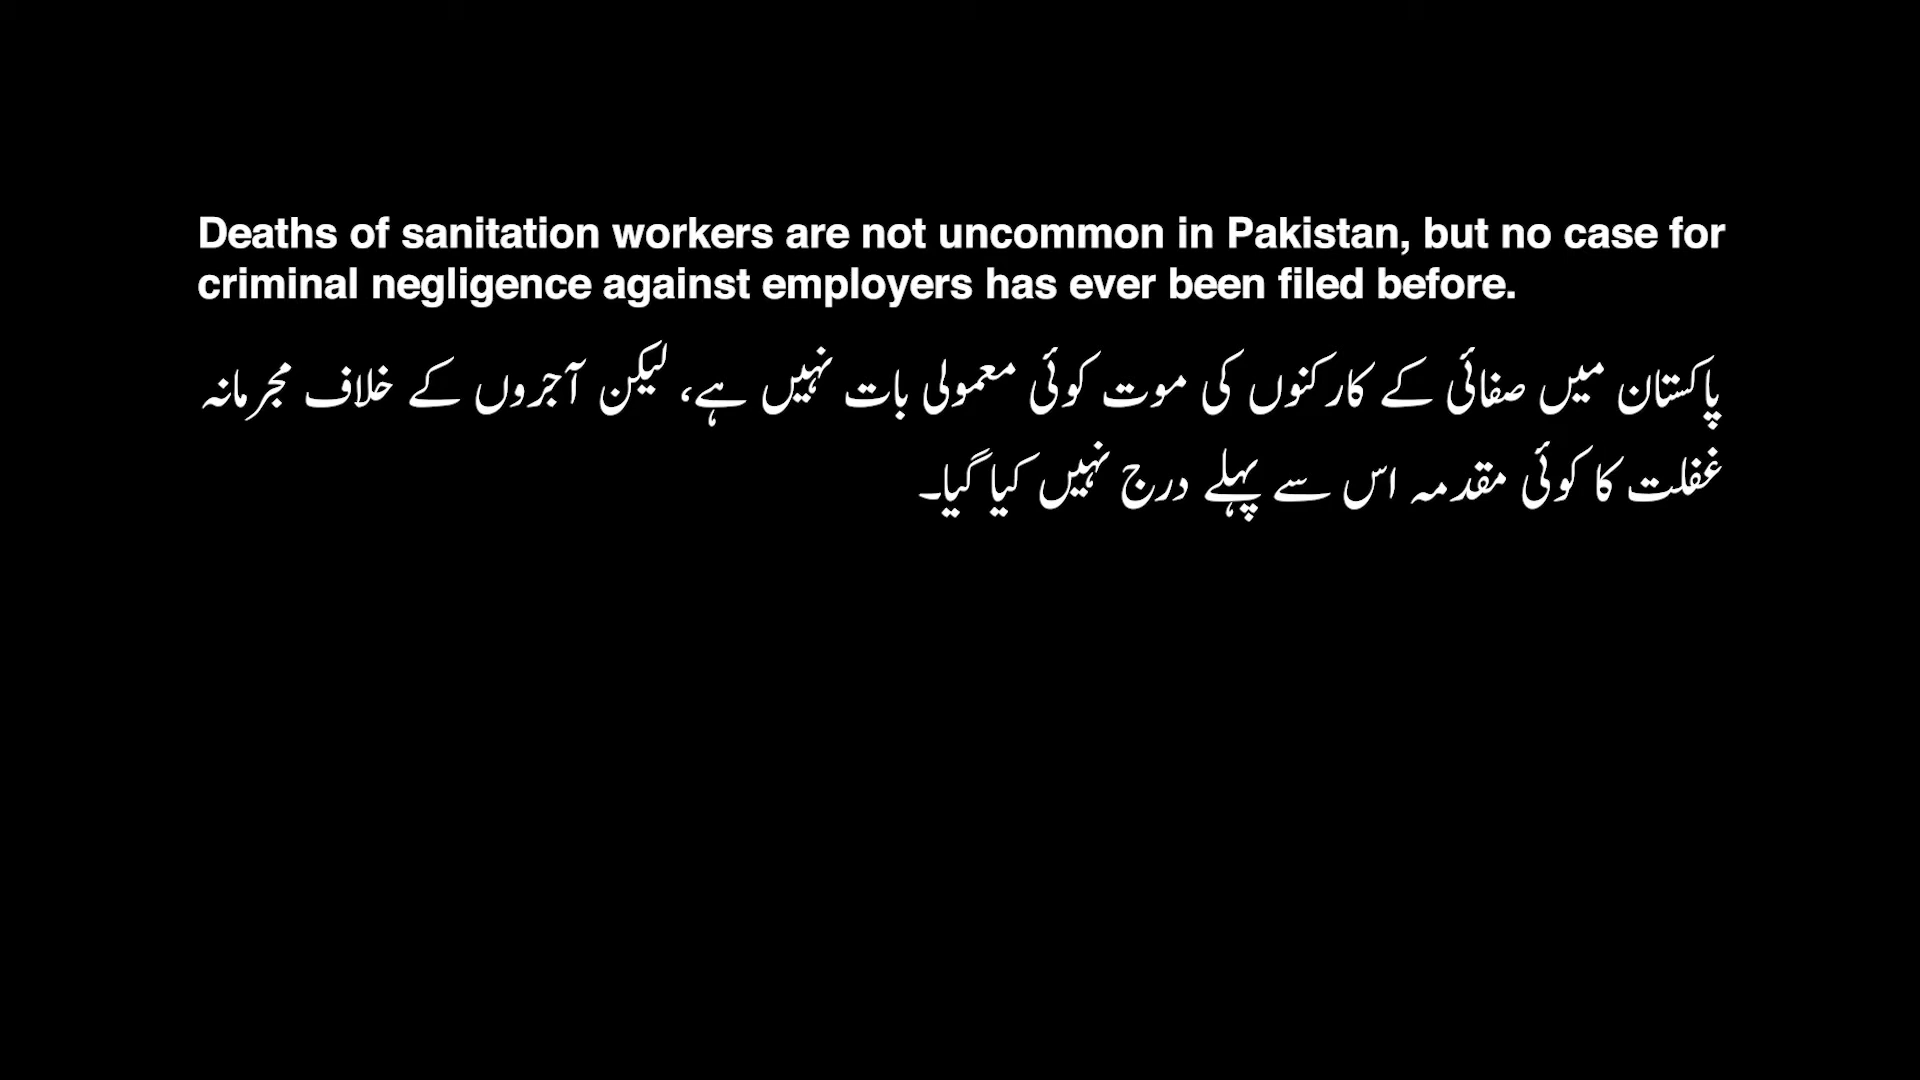 Deaths of sanitation workers are not uncommon in Pakistan, but no case for
criminal negligence against employers has ever been filed before.
پاکستان میں صفائی کے کارکنوں کی موت کوئی معمولی بات نہیں ہے، لیکن آجروں کے خلاف مجرمانہ
غفلت کا کوئی مقدمہ اس سے پہلے درج نہیں کیا گیا۔